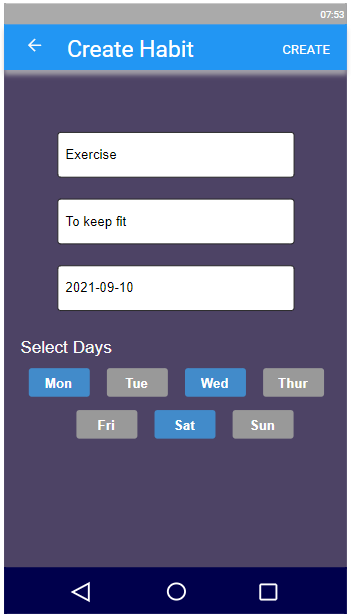 07:53
Create Habit CREATE
Exercise
To keep fit
2021-09-10
Select Days
Mon Tue Wed Thur
Fri Sat Sun